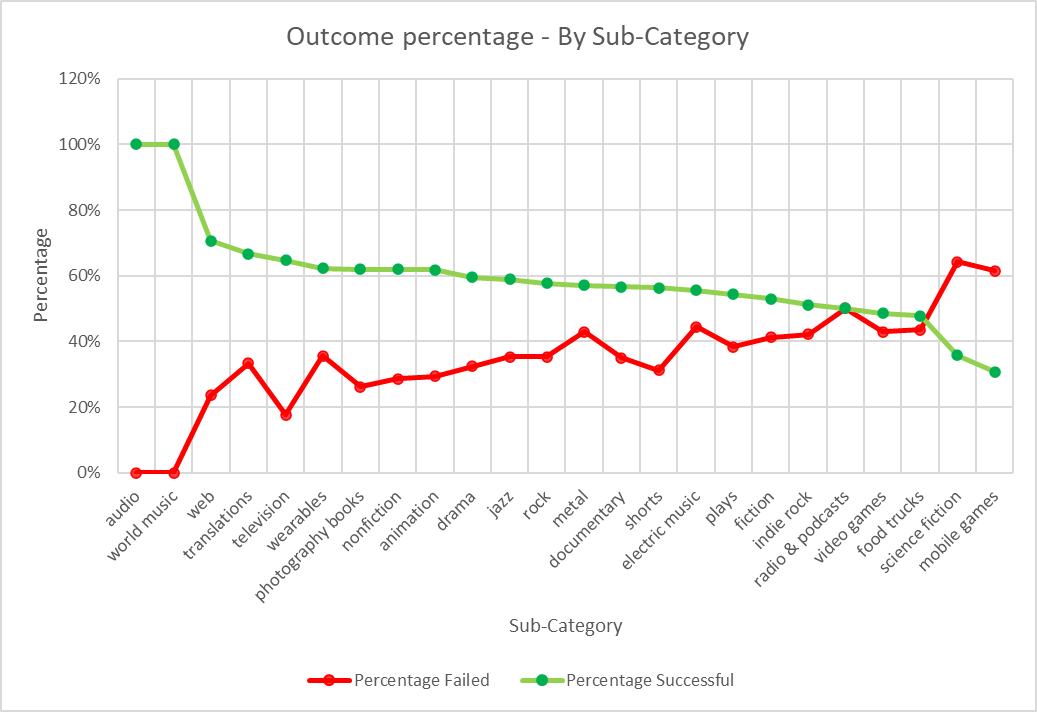 Outcome percentage - By Sub-Category
120%
100%
80%
60%
40%
20%
0%
Percentage
audio
world music
web
translations
television
wearables
photography books
nonfiction
animation
drama
jazz
rock
metal
documentary
shorts
electric music
plays
fiction
indie rock
radio & podcasts
video games
food trucks
science fiction
mobile games
Sub-Category
Percentage Failed
Percentage Successful